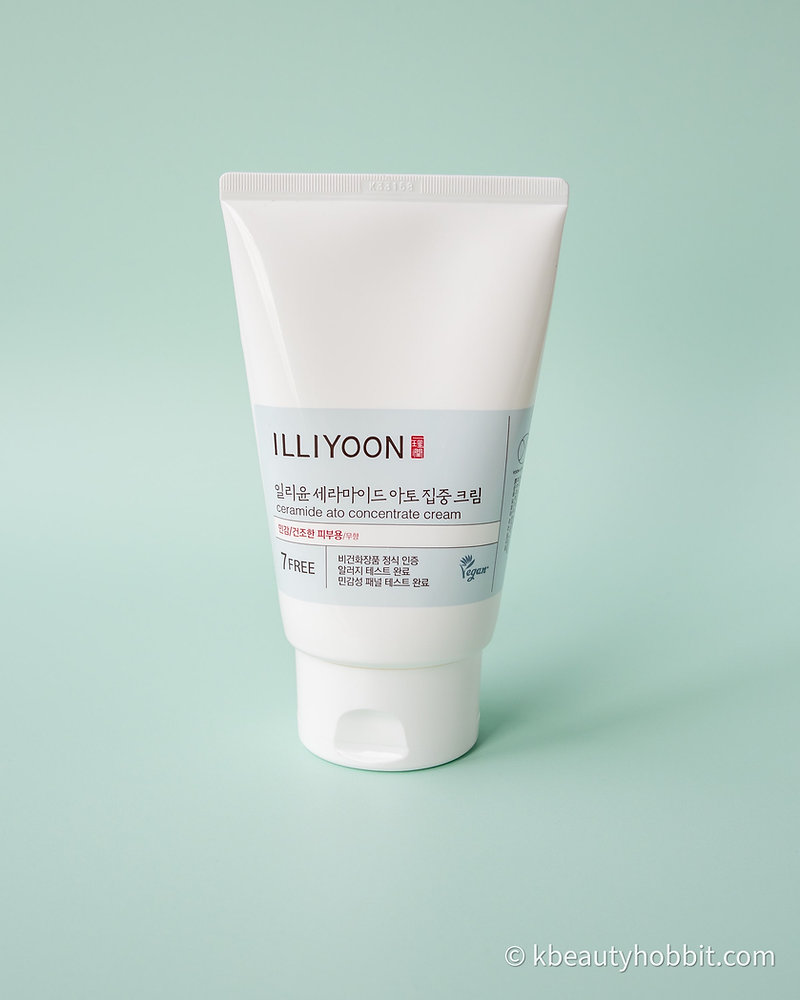 K33153
ILLIYOON
일리윤 세라마이드 아토 집중 크림
ceramide ato concentrate cream
민감/건조한 피부용/무향
7FREE
비건화장품 정식 인증
알러지 테스트 완료
민감성 패널 테스트 완료
Vegan
© kbeautyhobbit.com